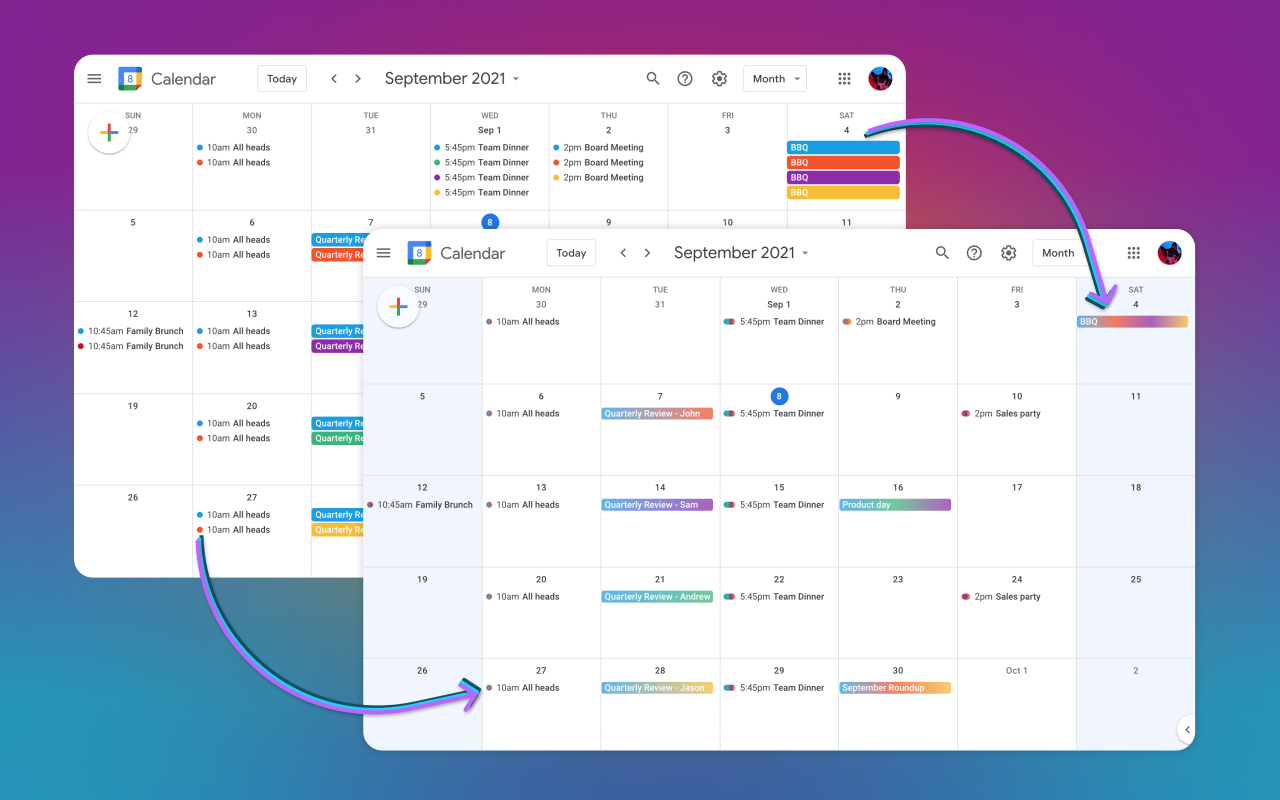 8 Calendar Today September 2021 Month
SUN MON TUE WED THU FRI SAT
29 30 31 Sep 1 2 3 4
10am All heads 5:45pm Team Dinner 2pm Board Meeting BBQ
10am All heads 5:45pm Team Dinner 2pm Board Meeting BBQ
5:45pm Team Dinner 2pm Board Meeting BBQ
5:45pm Team Dinner BBQ
5 6 7 8 9 10 11
10am All heads Quarterly Re
10am All heads Quarterly Re
12 13
10:45am Family Brunch 10am All heads Quarterly Re
10:45am Family Brunch 10am All heads Quarterly Re
19 20
10am All heads Quarterly Re
10am All heads Quarterly Re
26 27
10am All heads Quarterly Re
10am All heads Quarterly Re
8 Calendar Today September 2021 Month
SUN MON TUE WED THU FRI SAT
29 30 31 Sep 1 2 3 4
10am All heads 5:45pm Team Dinner 2pm Board Meeting BBQ
5 6 7 8 9 10 11
10am All heads Quarterly Review - John 5:45pm Team Dinner 2pm Sales party
12 13 14 15 16 17 18
10:45am Family Brunch 10am All heads Quarterly Review - Sam 5:45pm Team Dinner Product day
19 20 21 22 23 24 25
10am All heads Quarterly Review - Andrew 5:45pm Team Dinner 2pm Sales party
26 27 28 29 30 Oct 1 2
10am All heads Quarterly Review - Jason 5:45pm Team Dinner September Roundup